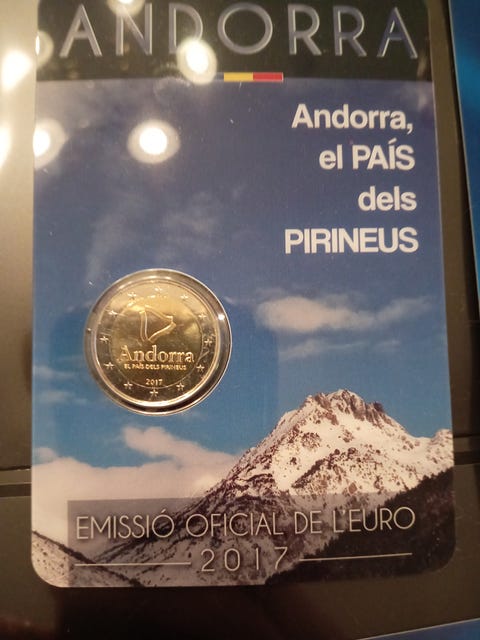 ANDORRA
Andorra,
el PAÍS
dels
PIRINEUS
Andorra
EL PAÍS DELS PIRINEUS
2017
EMISSIÓ OFICIAL DE L'EURO
2017